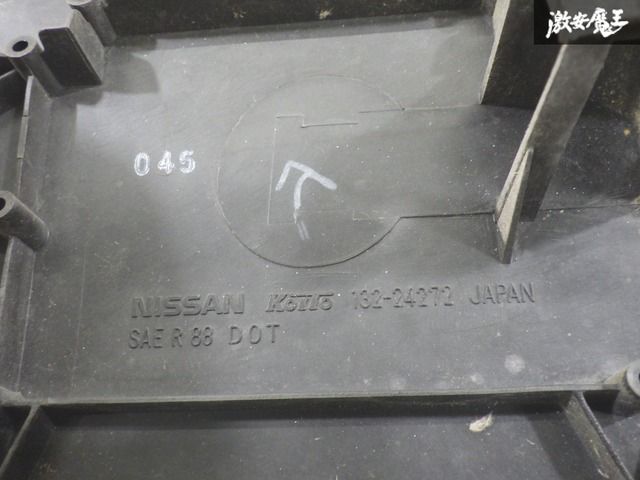 激安魔王
045
NISSAN KOITO 132-24272 JAPAN
SAE R 88 DOT